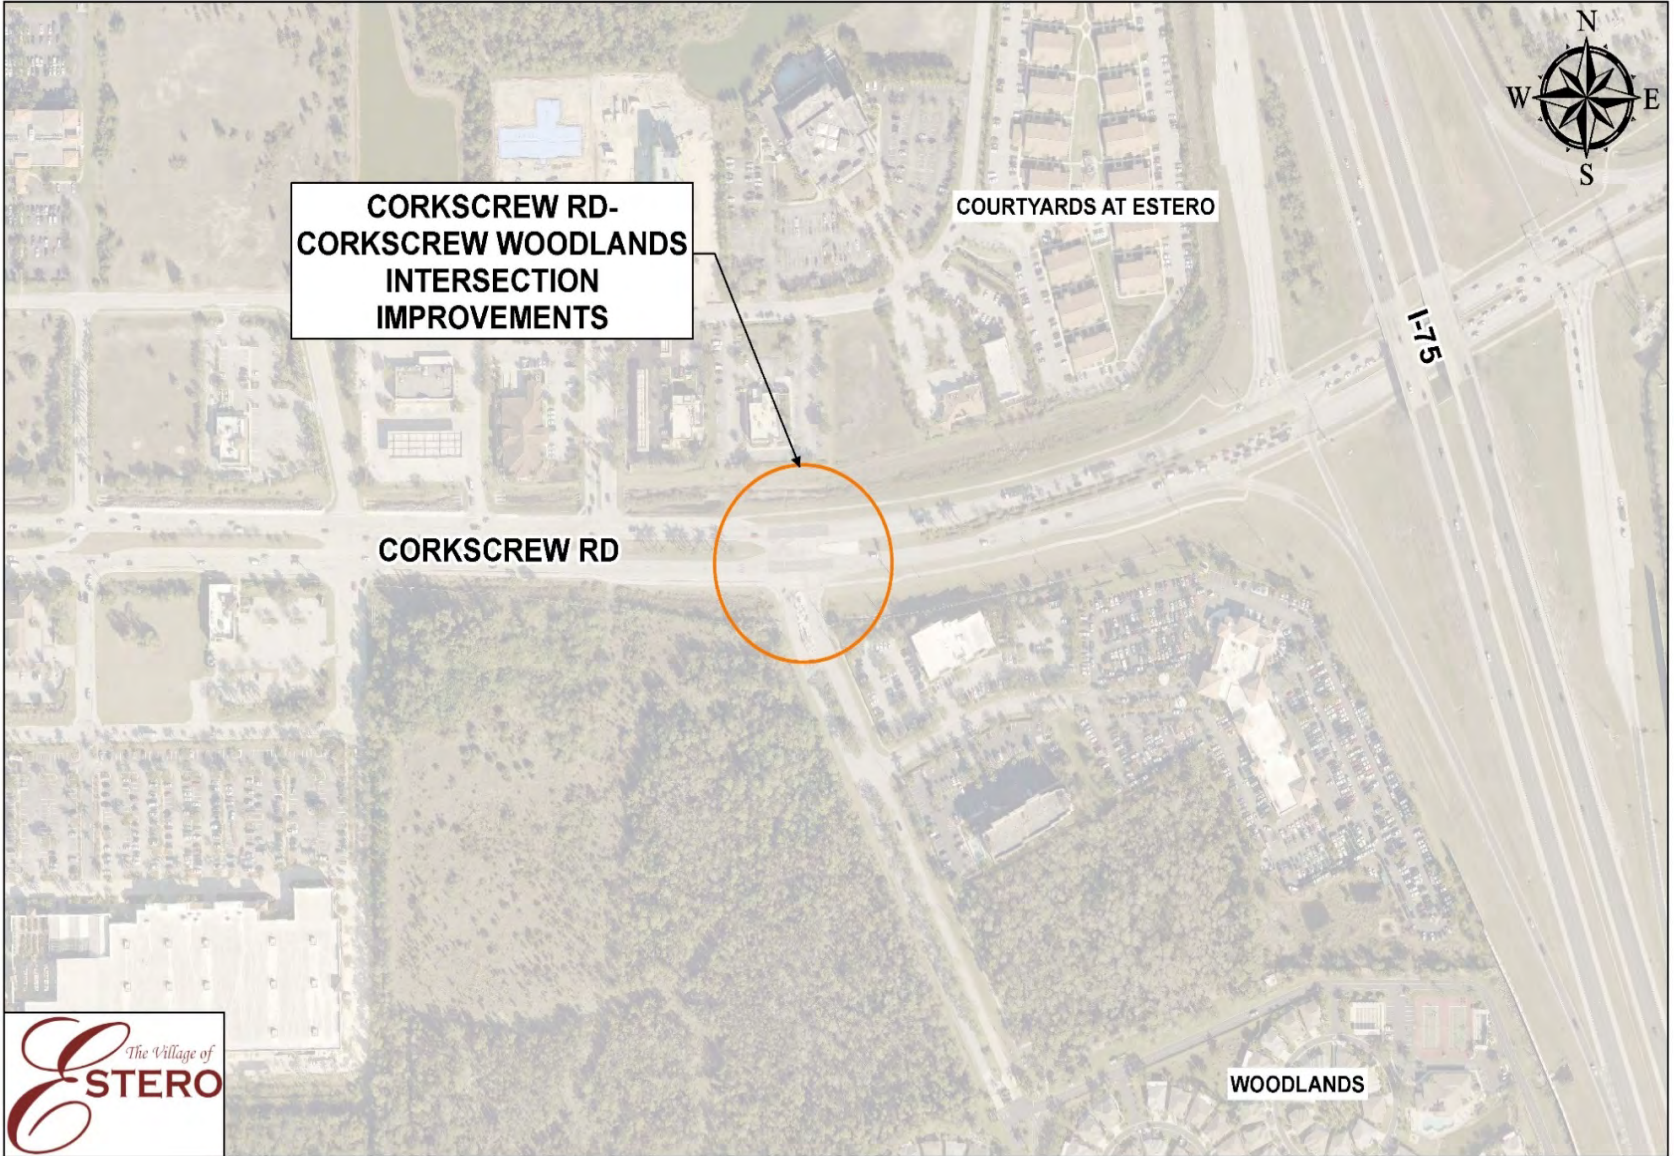 N
W
E
S
CORKSCREW RD-
CORKSCREW WOODLANDS
INTERSECTION
IMPROVEMENTS
COURTYARDS AT ESTERO
I-75
CORKSCREW RD
WOODLANDS
The Village of
ESTERO